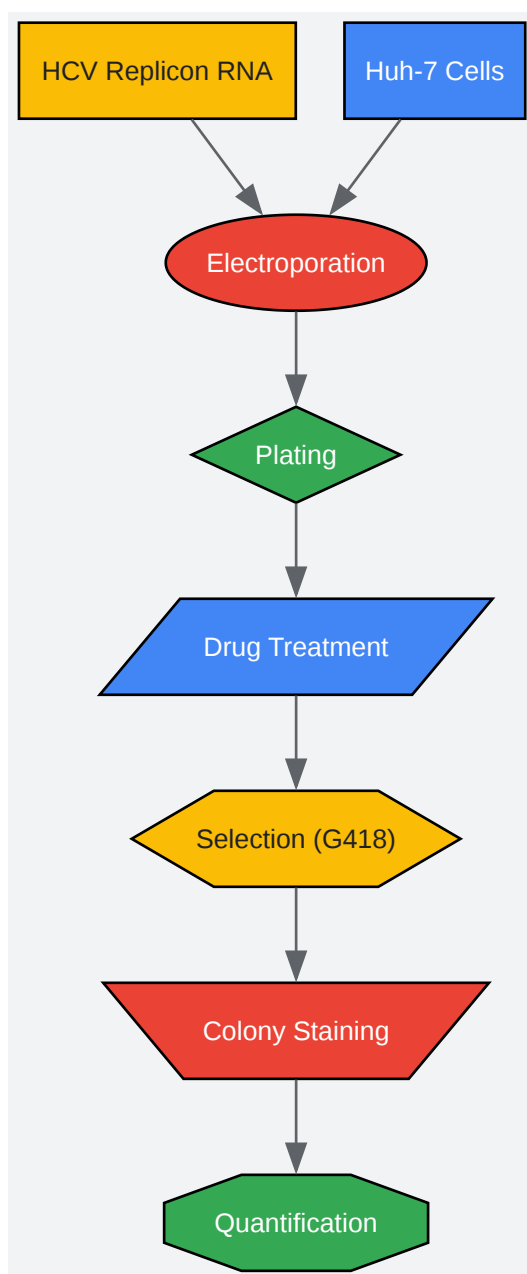 HCV Replicon RNA
Huh-7 Cells
Electroporation
Plating
Drug Treatment
Selection (G418)
Colony Staining
Quantification